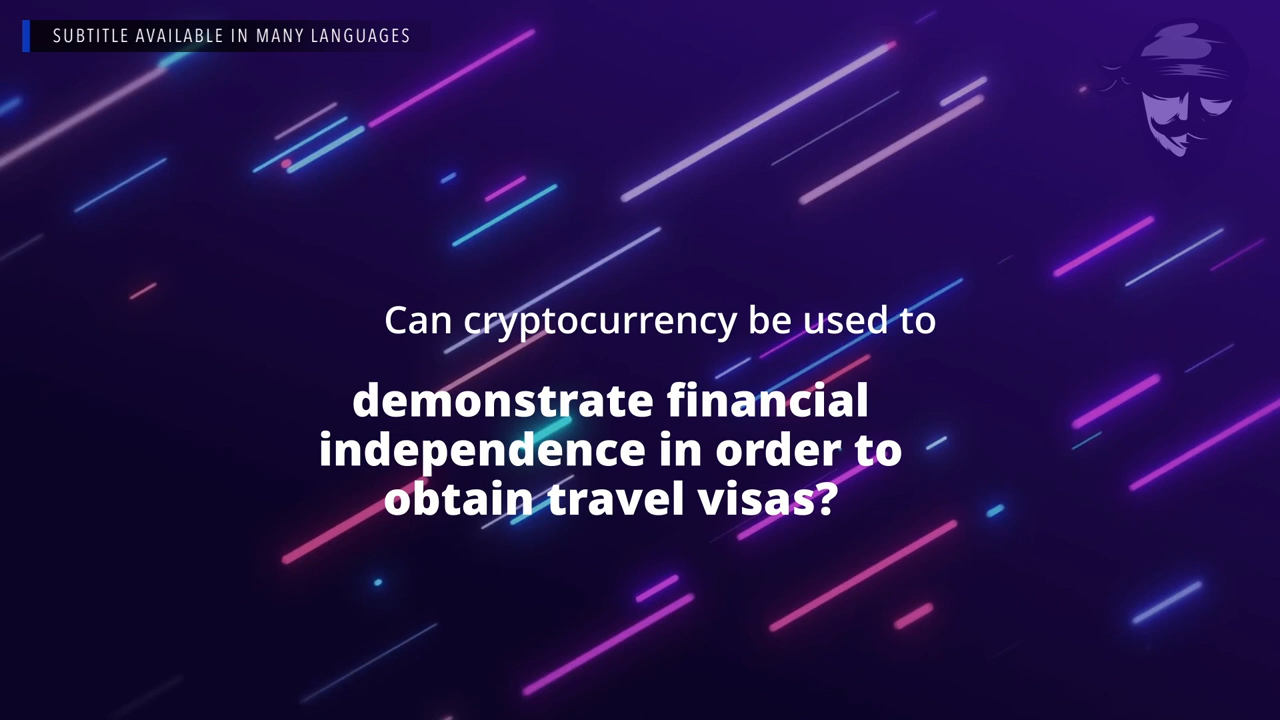 SUBTITLE AVAILABLE IN MANY LANGUAGES
Can cryptocurrency be used to
demonstrate financial
independence in order to
obtain travel visas?